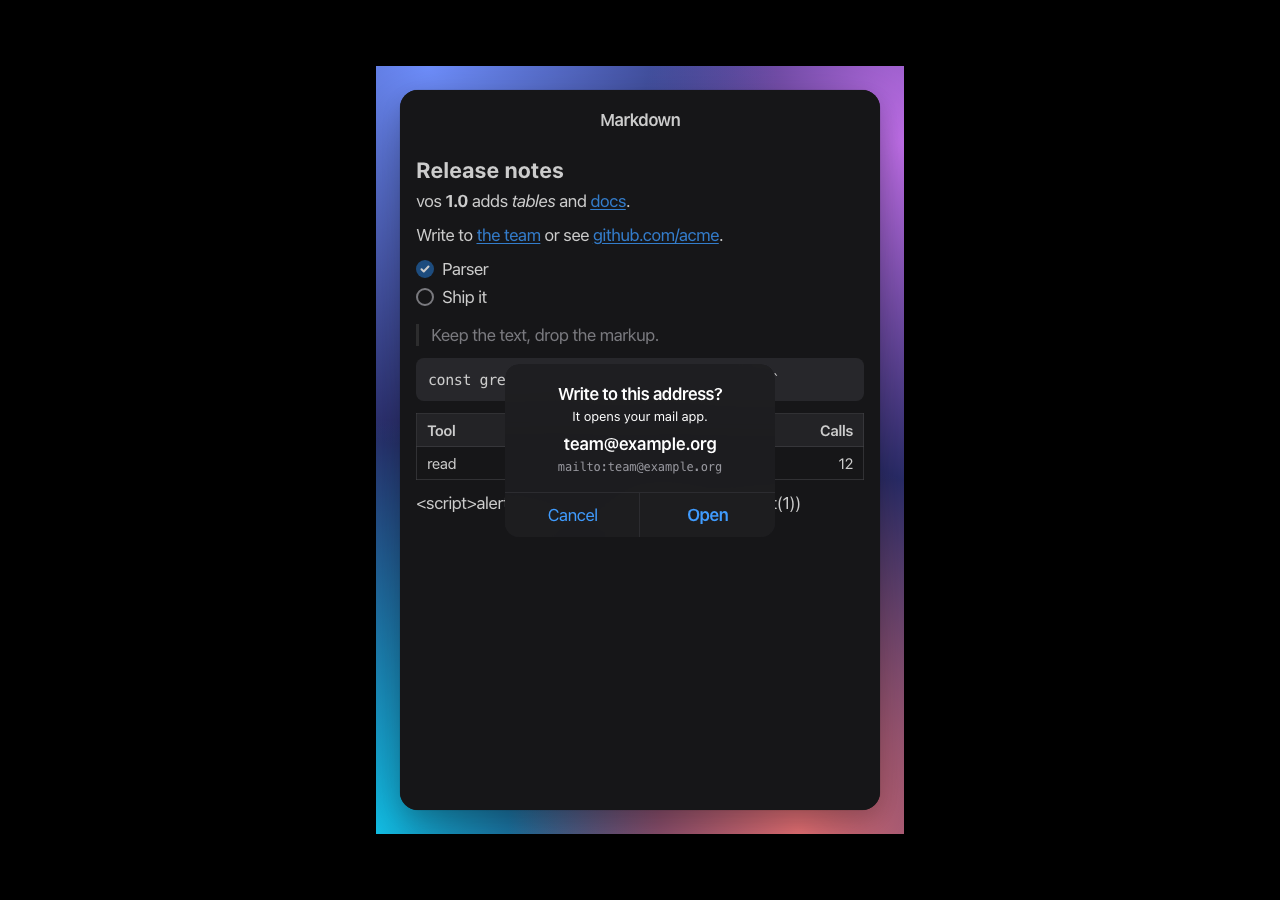 Markdown
Release notes
vos 1.0 adds tables and docs.
Write to the team or see github.com/acme.
Parser
Ship it
Keep the text, drop the markup.
const gre
Write to this address?
It opens your mail app.
team@example.org
mailto:team@example.org
Cancel Open
Tool Calls
read 12
<script>aler (1))